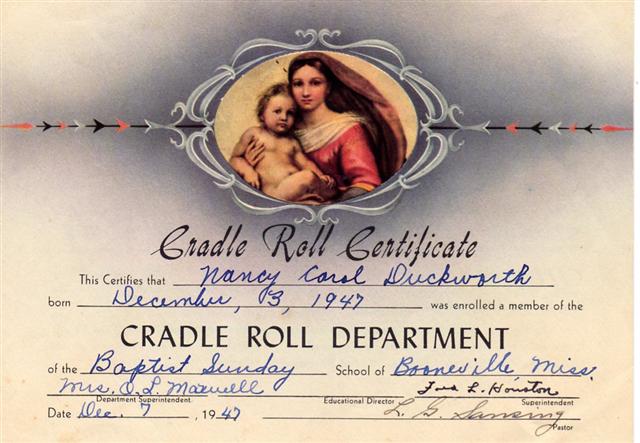 Cradle Roll Certificate
This Certifies that Nancy Carol Duckworth
born December, 3, 1947 was enrolled a member of the
CRADLE ROLL DEPARTMENT
of the Baptist Sunday School of Booneville Miss.
Mrs. O. L. Maxwell L. Houston
Department Superintendent Educational Director Superintendent
Date Dec. 7, 1947 L. G. Sansing
Pastor